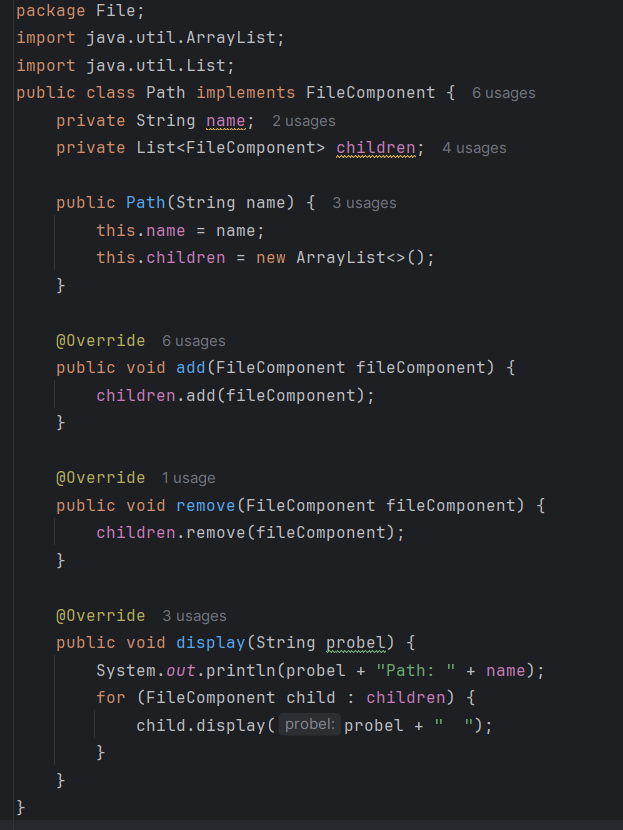 package File;
import java.util.ArrayList;
import java.util.List;
public class Path implements FileComponent { 6 usages
    private String name; 2 usages
    private List<FileComponent> children; 4 usages

    public Path(String name) { 3 usages
        this.name = name;
        this.children = new ArrayList<>();
    }

    @Override 6 usages
    public void add(FileComponent fileComponent) {
        children.add(fileComponent);
    }

    @Override 1 usage
    public void remove(FileComponent fileComponent) {
        children.remove(fileComponent);
    }

    @Override 3 usages
    public void display(String probel) {
        System.out.println(probel + "Path: " + name);
        for (FileComponent child : children) {
            child.display( probel: probel + "  ");
        }
    }
}